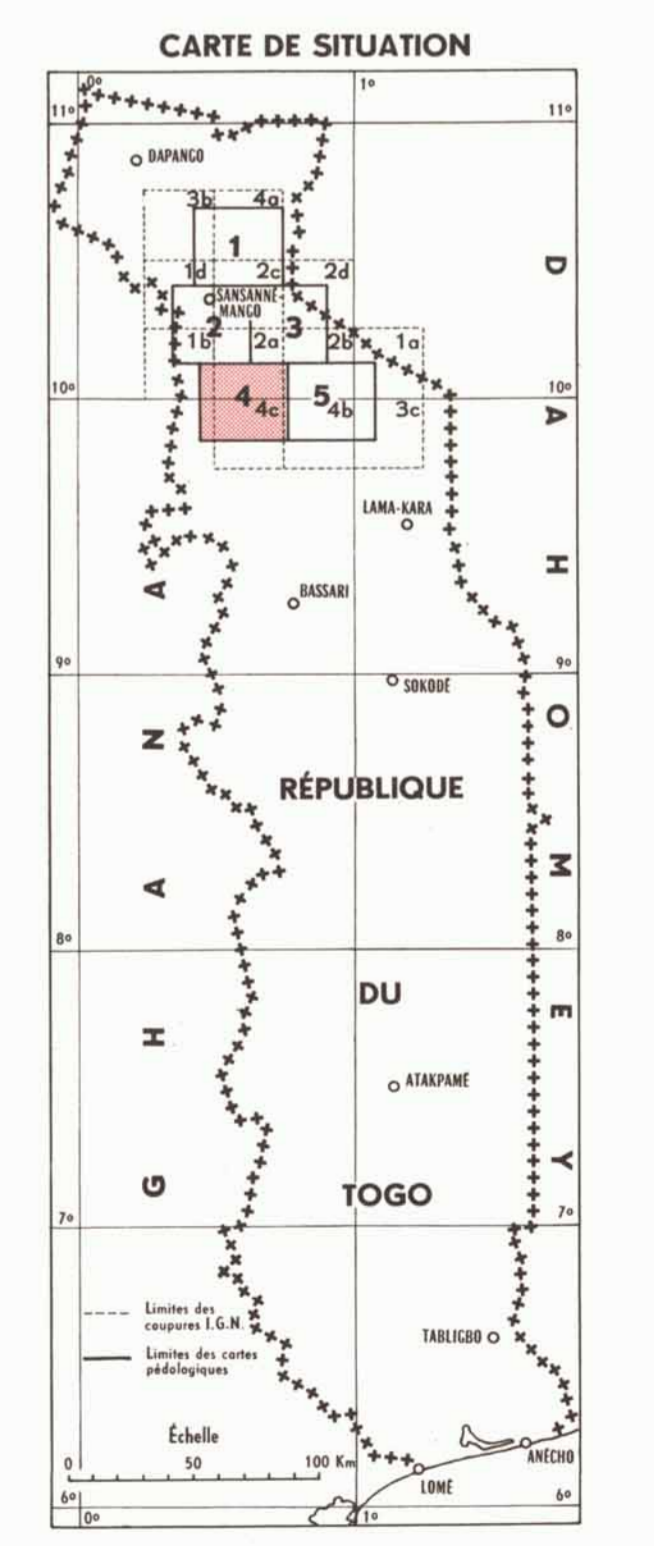 CARTE DE SITUATION
0° 1°
11° 11°
DAPANGO
3b 4a
1
1d 2c 2d
SANSANNÉ-
MANGO
2 3
1b 2a 2b 1a
10° 10°
4 4c 5 4b 3c
LAMA-KARA
BASSARI
9° 9°
SOKODÉ
RÉPUBLIQUE
8° 8°
DU
ATAKPAMÉ
TOGO
7° 7°
GHANA
DAHOMEY
Limites des
coupures I.G.N.
Limites des cartes
pédologiques
TABLIGBO
Échelle
0 50 100 Km
ANÉCHO
LOMÉ
6° 6°
0° 1°